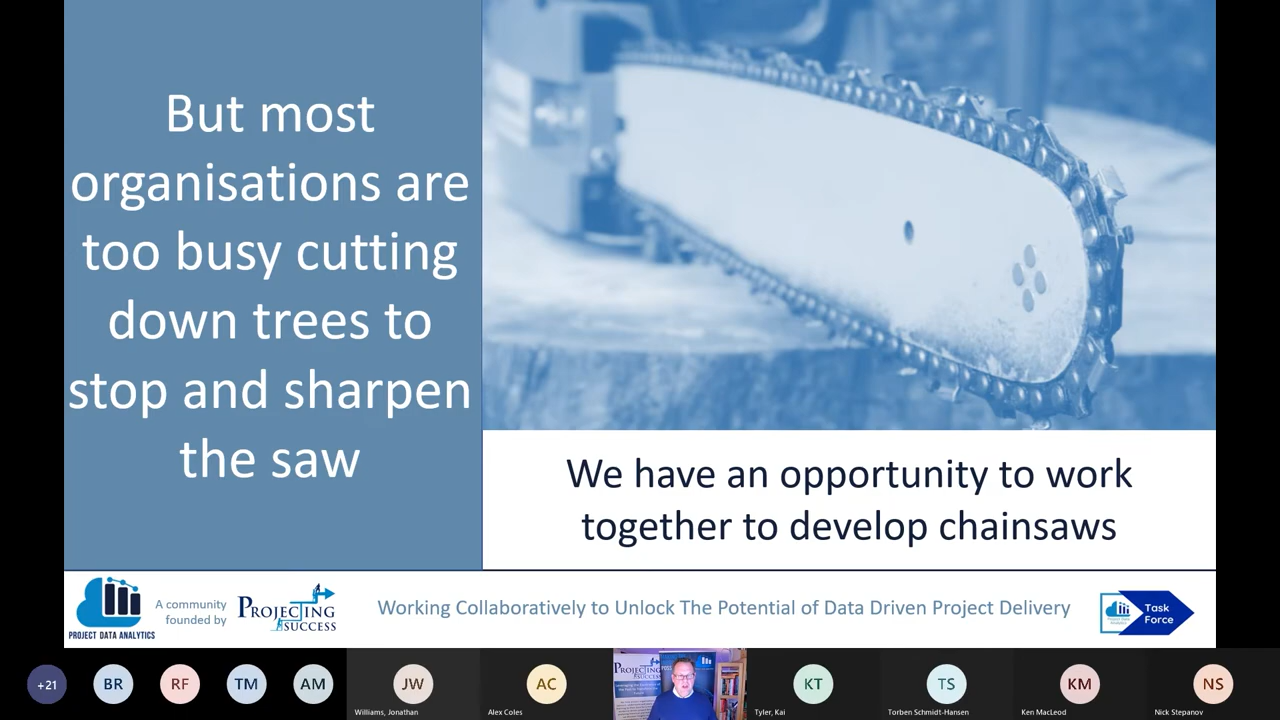 But most
organisations are
too busy cutting
down trees to
stop and sharpen
the saw
We have an opportunity to work
together to develop chainsaws
PROJECT DATA ANALYTICS
A community
founded by
PROJECTING
SUCCESS
Working Collaboratively to Unlock The Potential of Data Driven Project Delivery
Task
Force
+21
BR
RF
TM
AM
JW
Williams, Jonathan
AC
Alex Coles
PROJECTING
SUCCESS
KT
Tyler, Kai
TS
Torben Schmidt-Hansen
KM
Ken MacLeod
NS
Nick Stepanov